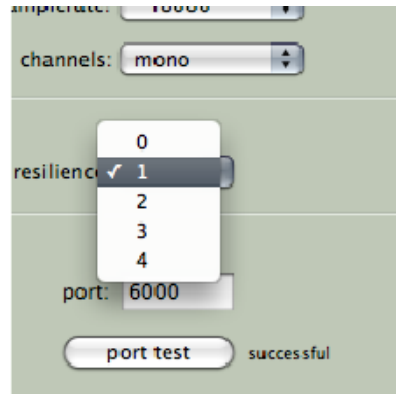 channels: mono
0
resilienc ✓ 1
2
3
4
port: 6000
port test successful